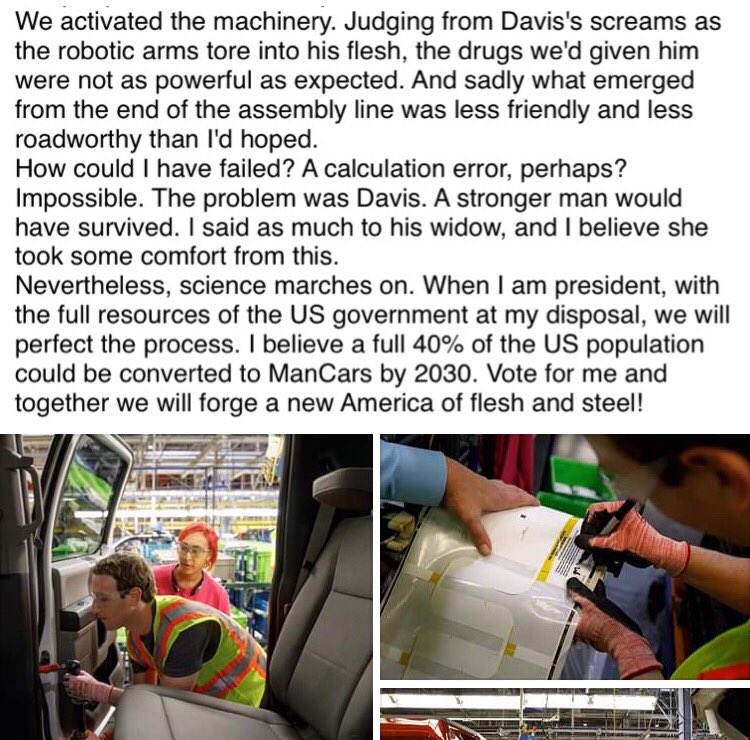 We activated the machinery. Judging from Davis's screams as
the robotic arms tore into his flesh, the drugs we'd given him
were not as powerful as expected. And sadly what emerged
from the end of the assembly line was less friendly and less
roadworthy than I'd hoped.
How could I have failed? A calculation error, perhaps?
Impossible. The problem was Davis. A stronger man would
have survived. I said as much to his widow, and I believe she
took some comfort from this.
Nevertheless, science marches on. When I am president, with
the full resources of the US government at my disposal, we will
perfect the process. I believe a full 40% of the US population
could be converted to ManCars by 2030. Vote for me and
together we will forge a new America of flesh and steel!